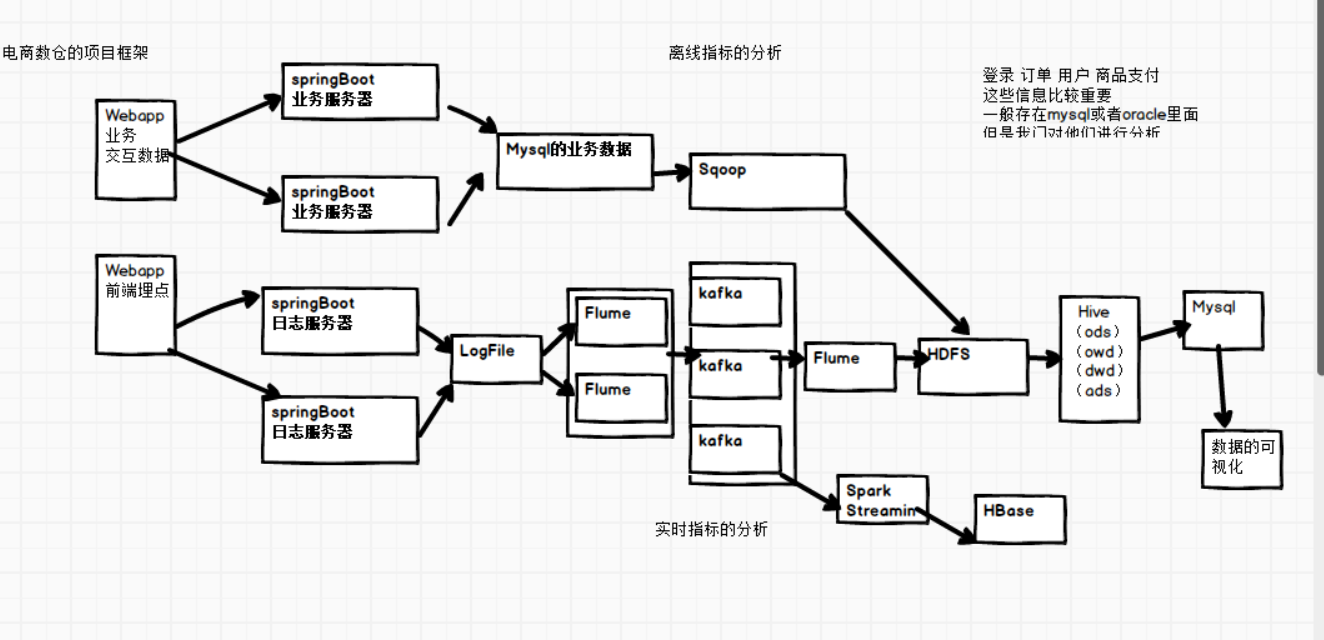 电商数仓的项目框架
离线指标的分析
登录 订单 用户 商品支付
这些信息比较重要
一般存在mysql或者oracle里面
但是我门对他们进行分析
Webapp
业务
交互数据
springBoot
业务服务器
springBoot
业务服务器
Mysql的业务数据
Sqoop
Webapp
前端埋点
springBoot
日志服务器
springBoot
日志服务器
LogFile
Flume
Flume
kafka
kafka
kafka
Flume
HDFS
Hive
（ods）
（owd）
（dwd）
（ads）
Mysql
数据的可
视化
Spark
Streamin
HBase
实时指标的分析